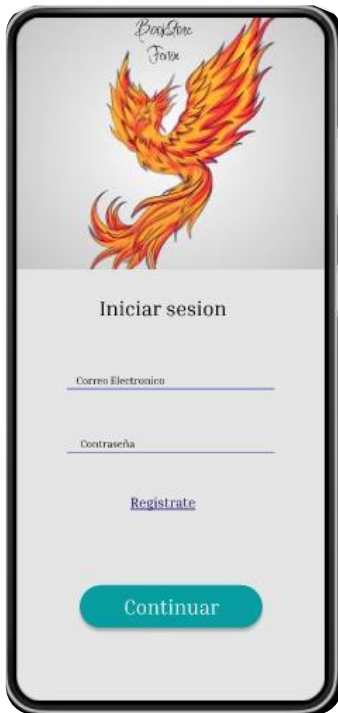 BookStore
Fenix
Iniciar sesion
Correo Electronico
Contraseña
Registrate
Continuar